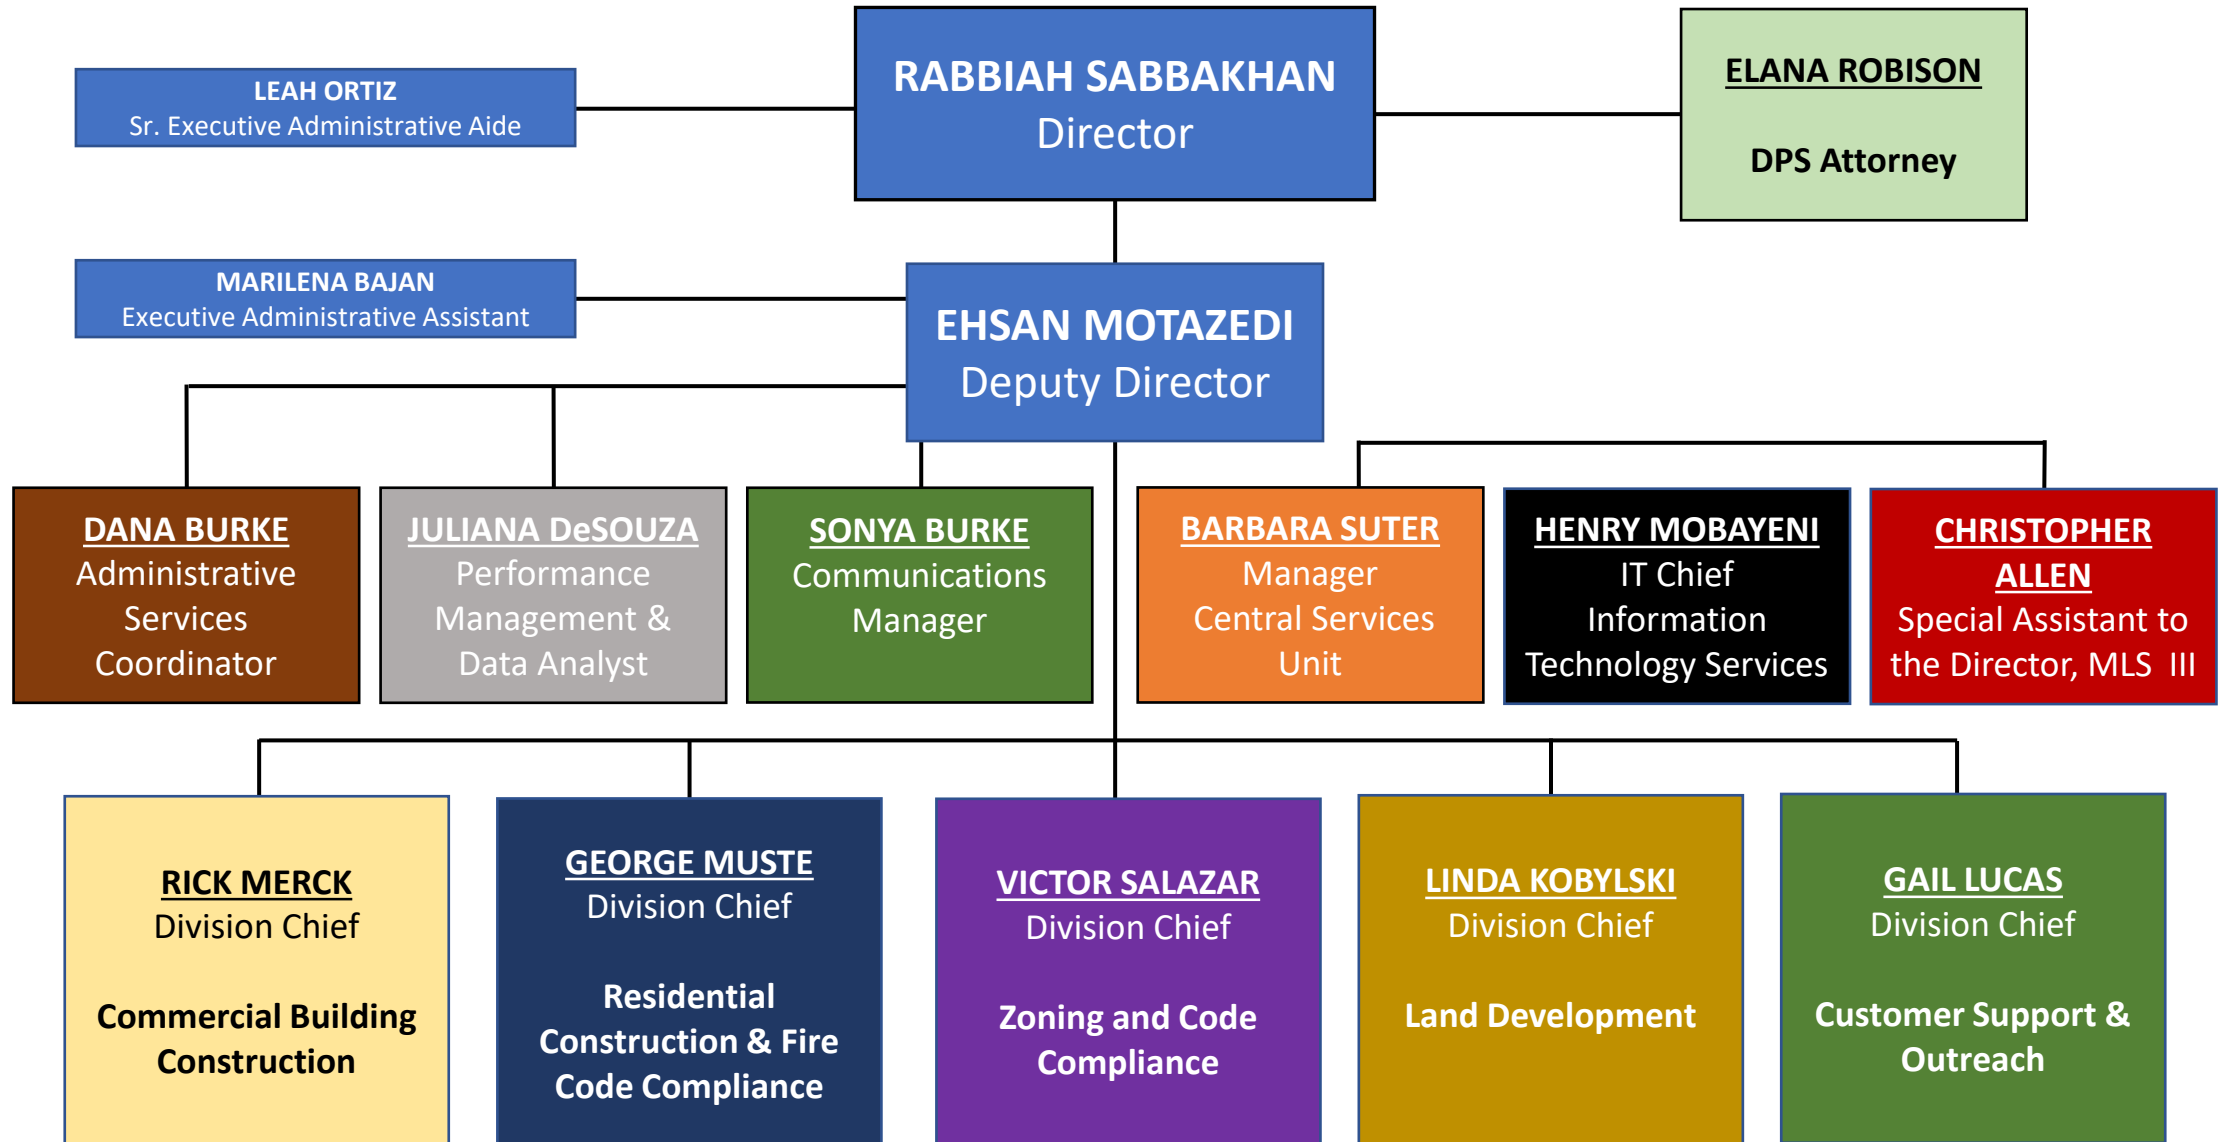 RABBIAH SABBAKHAN
Director
LEAH ORTIZ
Sr. Executive Administrative Aide
ELANA ROBISON
DPS Attorney
MARILENA BAJAN
Executive Administrative Assistant
EHSAN MOTAZEDI
Deputy Director
DANA BURKE
Administrative
Services
Coordinator
JULIANA DeSOUZA
Performance
Management &
Data Analyst
SONYA BURKE
Communications
Manager
BARBARA SUTER
Manager
Central Services
Unit
HENRY MOBAYENI
IT Chief
Information
Technology Services
CHRISTOPHER
ALLEN
Special Assistant to
the Director, MLS III
RICK MERCK
Division Chief
Commercial Building
Construction
GEORGE MUSTE
Division Chief
Residential
Construction & Fire
Code Compliance
VICTOR SALAZAR
Division Chief
Zoning and Code
Compliance
LINDA KOBYLSKI
Division Chief
Land Development
GAIL LUCAS
Division Chief
Customer Support &
Outreach